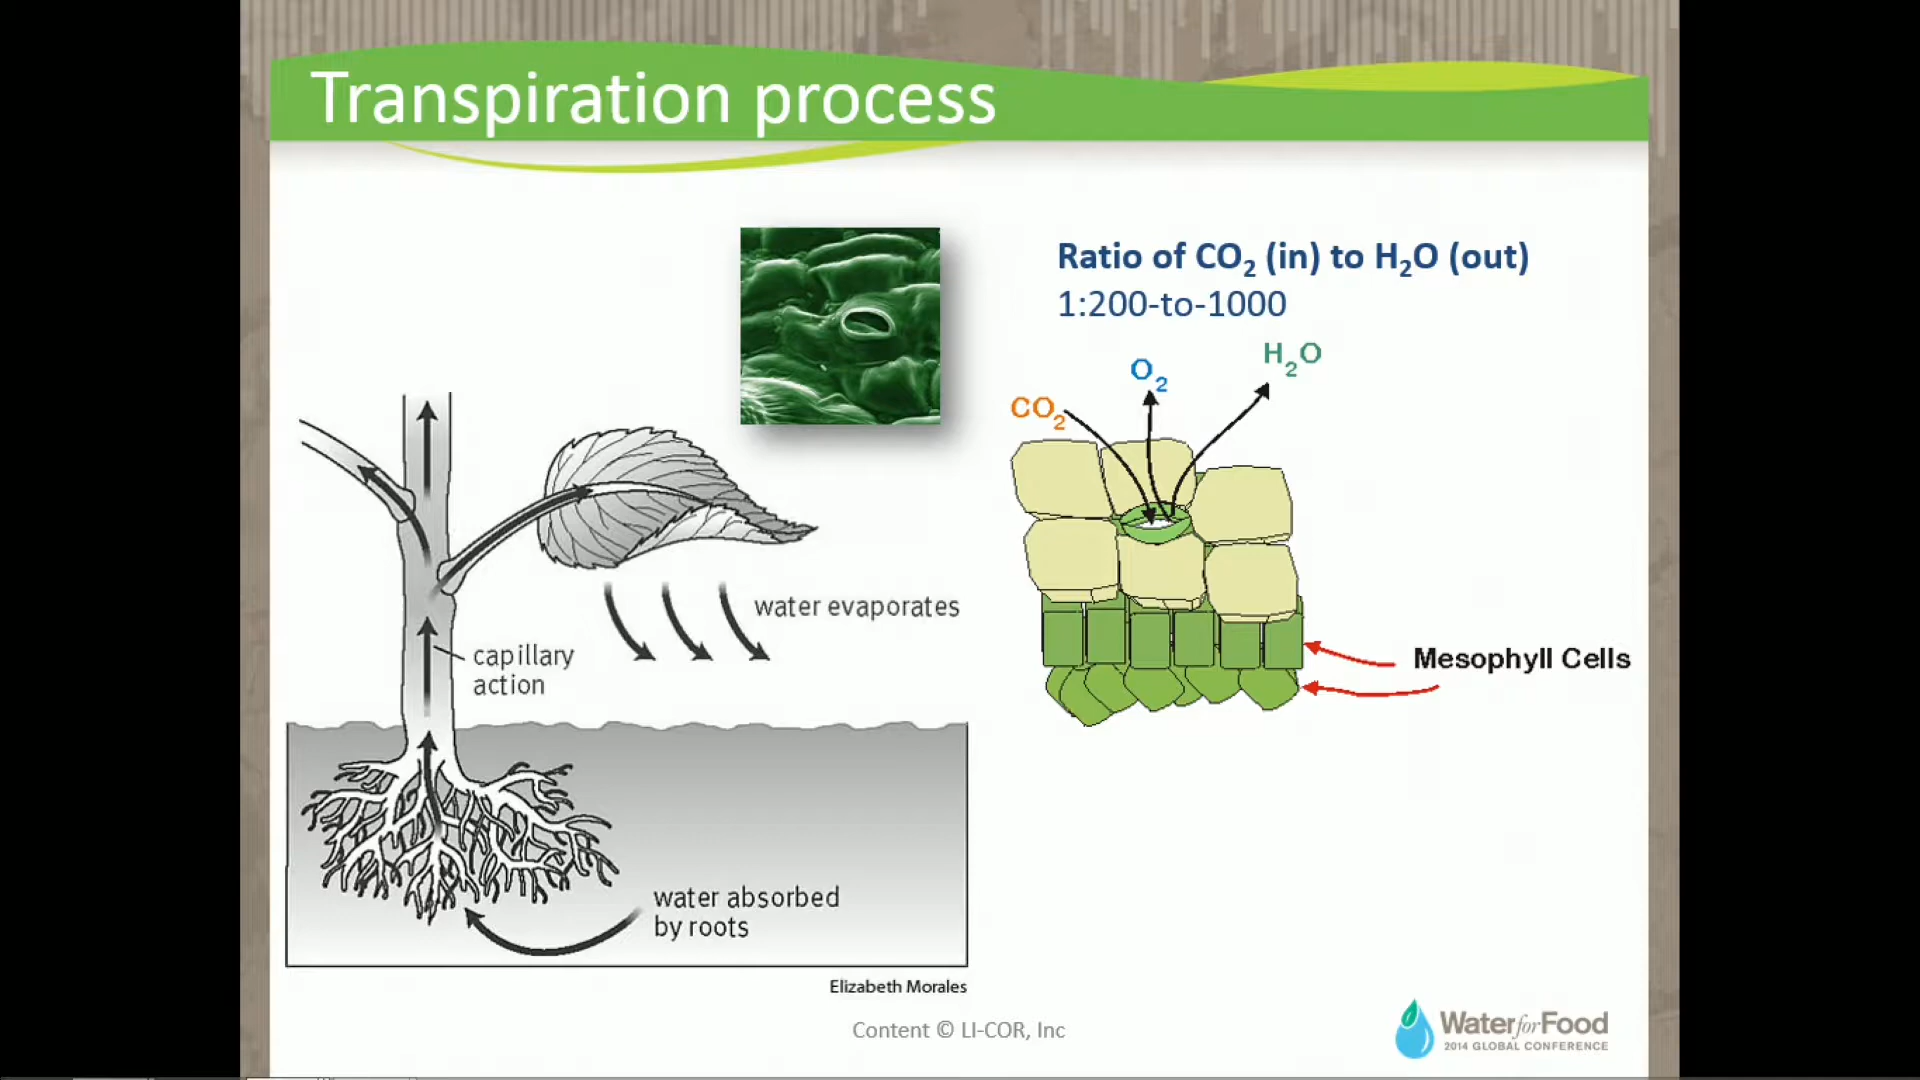 Transpiration process
Ratio of CO₂ (in) to H₂O (out)
1:200-to-1000
CO₂
O₂
H₂O
Mesophyll Cells
water evaporates
capillary
action
water absorbed
by roots
Elizabeth Morales
Content © LI-COR, Inc
Water for Food
2014 GLOBAL CONFERENCE